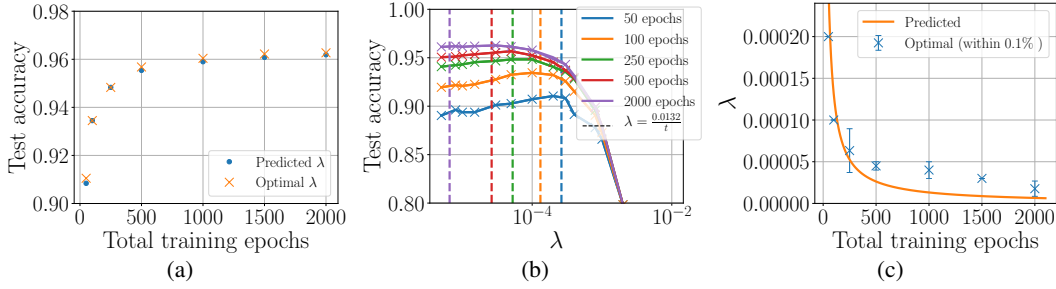 0.98
0.96
0.94
0.92
0.90
Test accuracy
Predicted λ
Optimal λ
0 500 1000 1500 2000
Total training epochs
(a)
1.00
0.95
0.90
0.85
0.80
Test accuracy
50 epochs
100 epochs
250 epochs
500 epochs
2000 epochs
λ = 0.0132/t
10⁻⁴ 10⁻²
λ
(b)
0.00020
0.00015
0.00010
0.00005
0.00000
λ
Predicted
Optimal (within 0.1% )
0 500 1000 1500 2000
Total training epochs
(c)